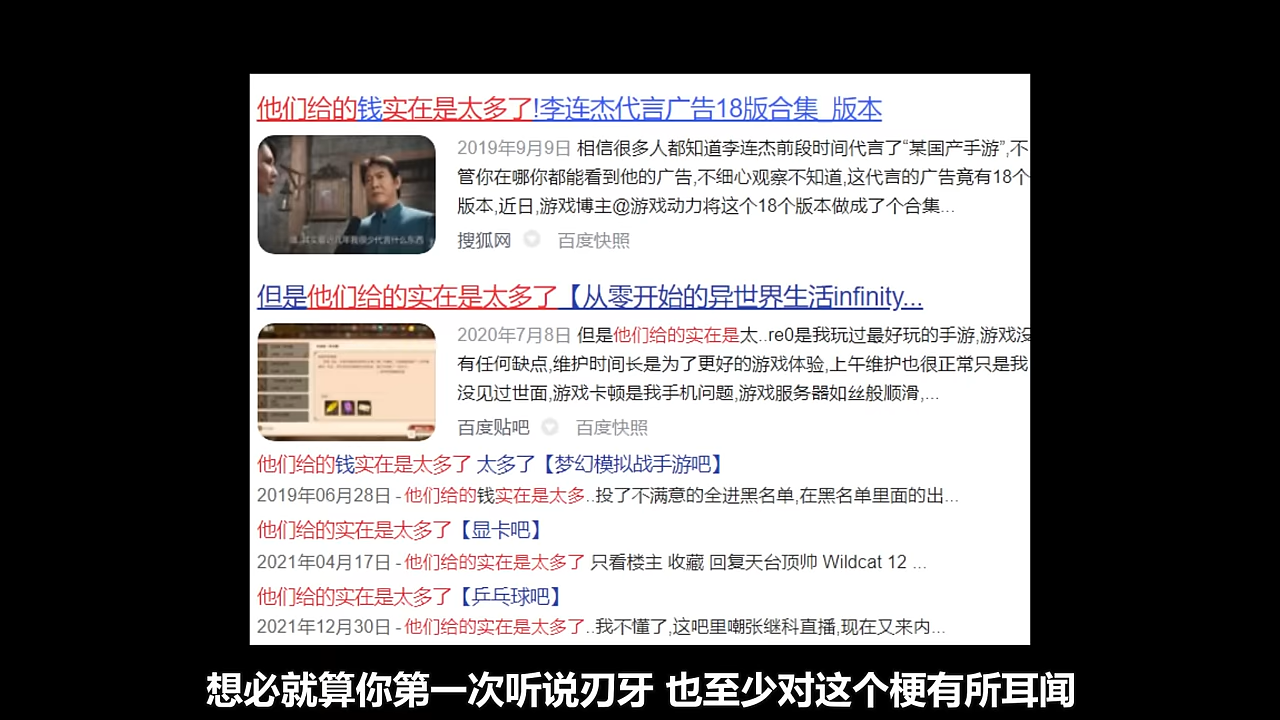 他们给的钱实在是太多了!李连杰代言广告18版合集_版本
2019年9月9日 相信很多人都知道李连杰前段时间代言了“某国产手游”,不
管你在哪你都能看到他的广告,不细心观察不知道,这代言的广告竟有18个
版本,近日,游戏博主@游戏动力将这个18个版本做成了个合集...
搜狐网 百度快照
但是他们给的实在是太多了【从零开始的异世界生活infinity...
2020年7月8日 但是他们给的实在是太..re0是我玩过最好玩的手游,游戏没
有任何缺点,维护时间长是为了更好的游戏体验,上午维护也很正常只是我
没见过世面,游戏卡顿是我手机问题,游戏服务器如丝般顺滑,...
百度贴吧 百度快照
他们给的钱实在是太多了 太多了【梦幻模拟战手游吧】
2019年06月28日 - 他们给的钱实在是太多..投了不满意的全进黑名单,在黑名单里面的出...
他们给的实在是太多了【显卡吧】
2021年04月17日 - 他们给的实在是太多了 只看楼主 收藏 回复天台顶帅 Wildcat 12 ...
他们给的实在是太多了【乒乓球吧】
2021年12月30日 - 他们给的实在是太多了..我不懂了,这吧里嘲张继科直播,现在又来内...
想必就算你第一次听说刃牙 也至少对这个梗有所耳闻